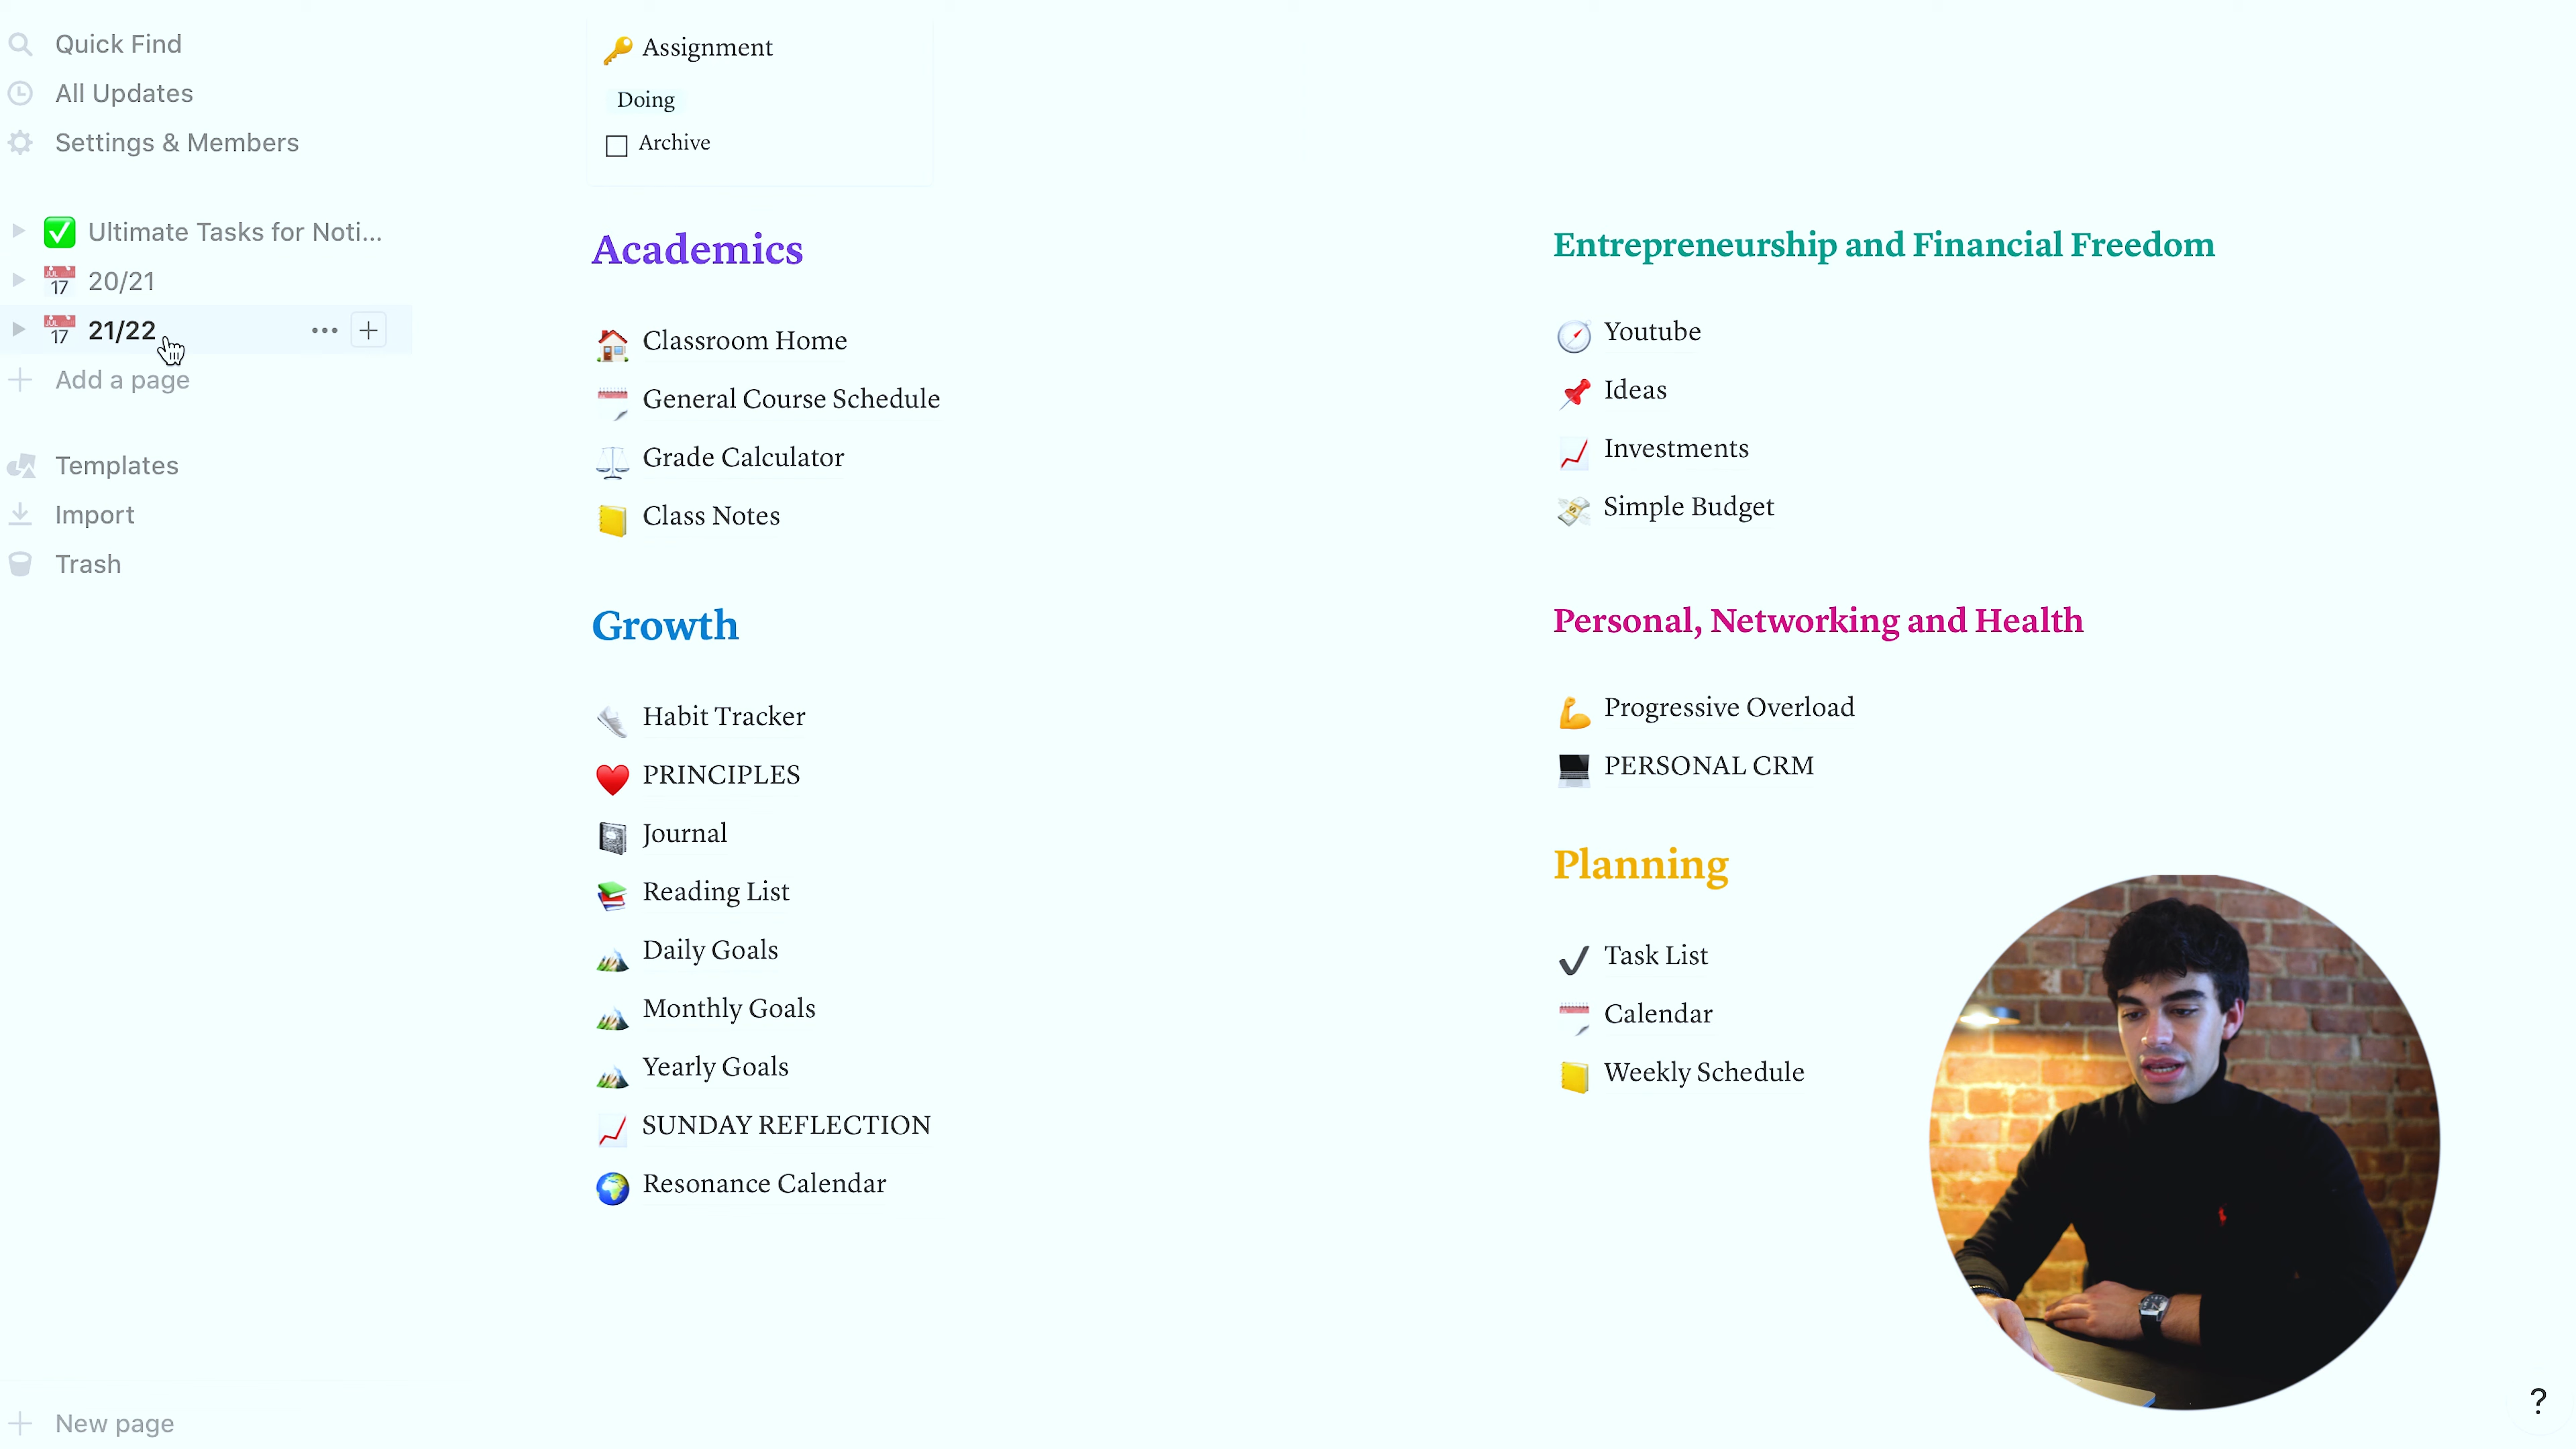 Quick Find
All Updates
Settings & Members
Ultimate Tasks for Noti...
20/21
21/22
Add a page
Templates
Import
Trash
New page
Assignment
Doing
Archive
Academics
Classroom Home
General Course Schedule
Grade Calculator
Class Notes
Growth
Habit Tracker
PRINCIPLES
Journal
Reading List
Daily Goals
Monthly Goals
Yearly Goals
SUNDAY REFLECTION
Resonance Calendar
Entrepreneurship and Financial Freedom
Youtube
Ideas
Investments
Simple Budget
Personal, Networking and Health
Progressive Overload
PERSONAL CRM
Planning
Task List
Calendar
Weekly Schedule
?